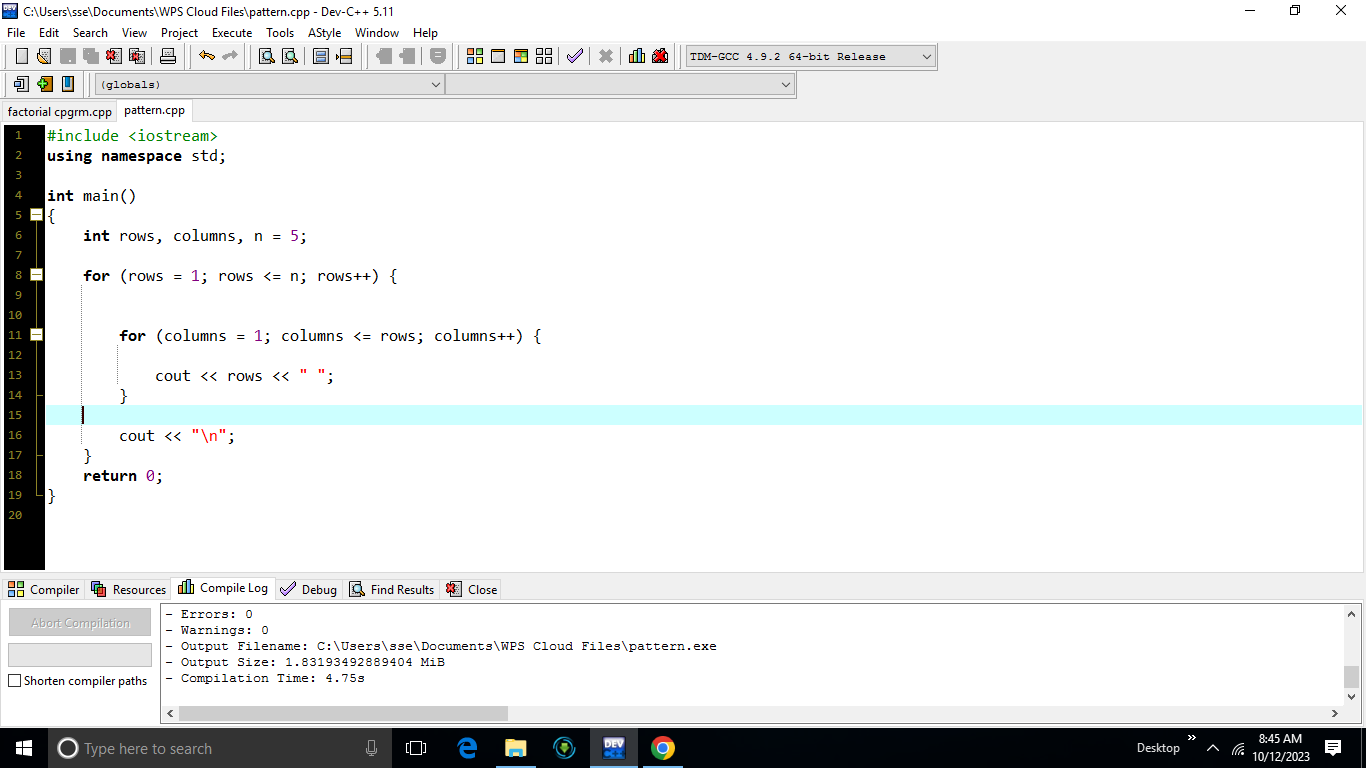 C:\Users\sse\Documents\WPS Cloud Files\pattern.cpp - Dev-C++ 5.11
File Edit Search View Project Execute Tools AStyle Window Help
TDM-GCC 4.9.2 64-bit Release
(globals)
factorial cpgrm.cpp pattern.cpp
1 #include <iostream>
2 using namespace std;
3
4 int main()
5 {
6     int rows, columns, n = 5;
7
8     for (rows = 1; rows <= n; rows++) {
9
10
11         for (columns = 1; columns <= rows; columns++) {
12
13             cout << rows << " ";
14         }
15
16         cout << "\n";
17     }
18     return 0;
19 }
20
Compiler Resources Compile Log Debug Find Results Close
Abort Compilation
Shorten compiler paths
- Errors: 0
- Warnings: 0
- Output Filename: C:\Users\sse\Documents\WPS Cloud Files\pattern.exe
- Output Size: 1.83193492889404 MiB
- Compilation Time: 4.75s
Type here to search
DEV
Desktop
8:45 AM
10/12/2023